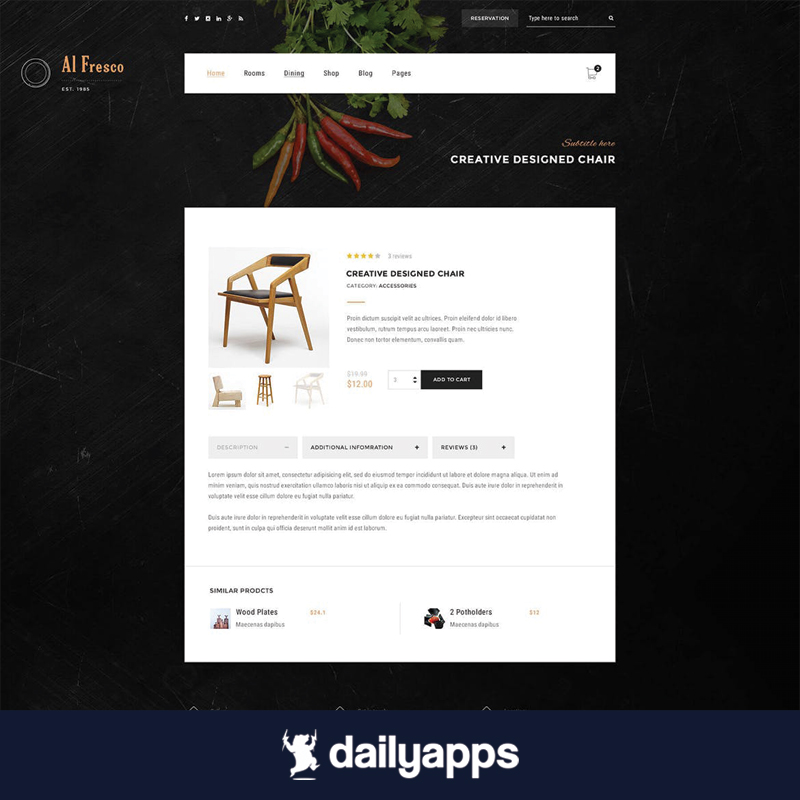 RESERVATION
Type here to search
Al Fresco
EST. 1985
Home Rooms Dining Shop Blog Pages
2
Subtitle here
CREATIVE DESIGNED CHAIR
3 reviews
CREATIVE DESIGNED CHAIR
CATEGORY: ACCESSORIES
Proin dictum suscipit velit ac ultrices. Proin eleifend dolor id libero
vestibulum, rutrum tempus arcu laoreet. Proin nec ultricies nunc.
Donec non tortor elementum, convallis quam.
$19.99
$12.00
3
ADD TO CART
DESCRIPTION − ADDITIONAL INFOMRATION + REVIEWS (3) +
Lorem ipsum dolor sit amet, consectetur adipisicing elit, sed do eiusmod tempor incididunt ut labore et dolore magna aliqua. Ut enim ad
minim veniam, quis nostrud exercitation ullamco laboris nisi ut aliquip ex ea commodo consequat. Duis aute irure dolor in reprehenderit in
voluptate velit esse cillum dolore eu fugiat nulla pariatur.
Duis aute irure dolor in reprehenderit in voluptate velit esse cillum dolore eu fugiat nulla pariatur. Excepteur sint occaecat cupidatat non
proident, sunt in culpa qui officia deserunt mollit anim id est laborum.
SIMILAR PRODCTS
Wood Plates $24.1
Maecenas dapibus
2 Potholders $13
Maecenas dapibus
dailyapps